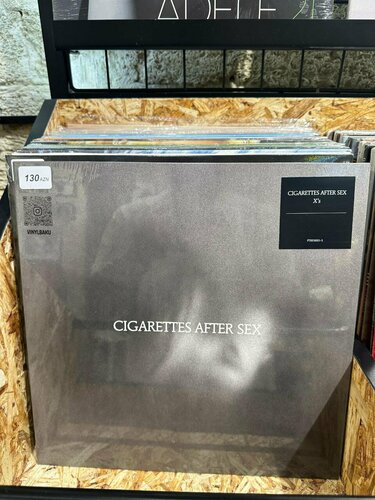 ADELE
130 AZN
VINYLBAKU
CIGARETTES AFTER SEX
X's
CIGARETTES AFTER SEX